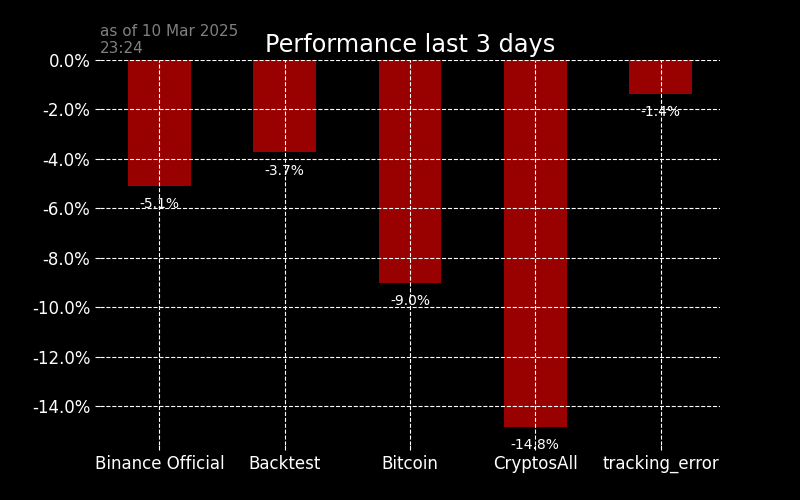 as of 10 Mar 2025
23:24
Performance last 3 days
0.0%
-2.0%
-4.0%
-6.0%
-8.0%
-10.0%
-12.0%
-14.0%
-5.1%
-3.7%
-9.0%
-14.8%
-1.4%
Binance Official
Backtest
Bitcoin
CryptosAll
tracking_error